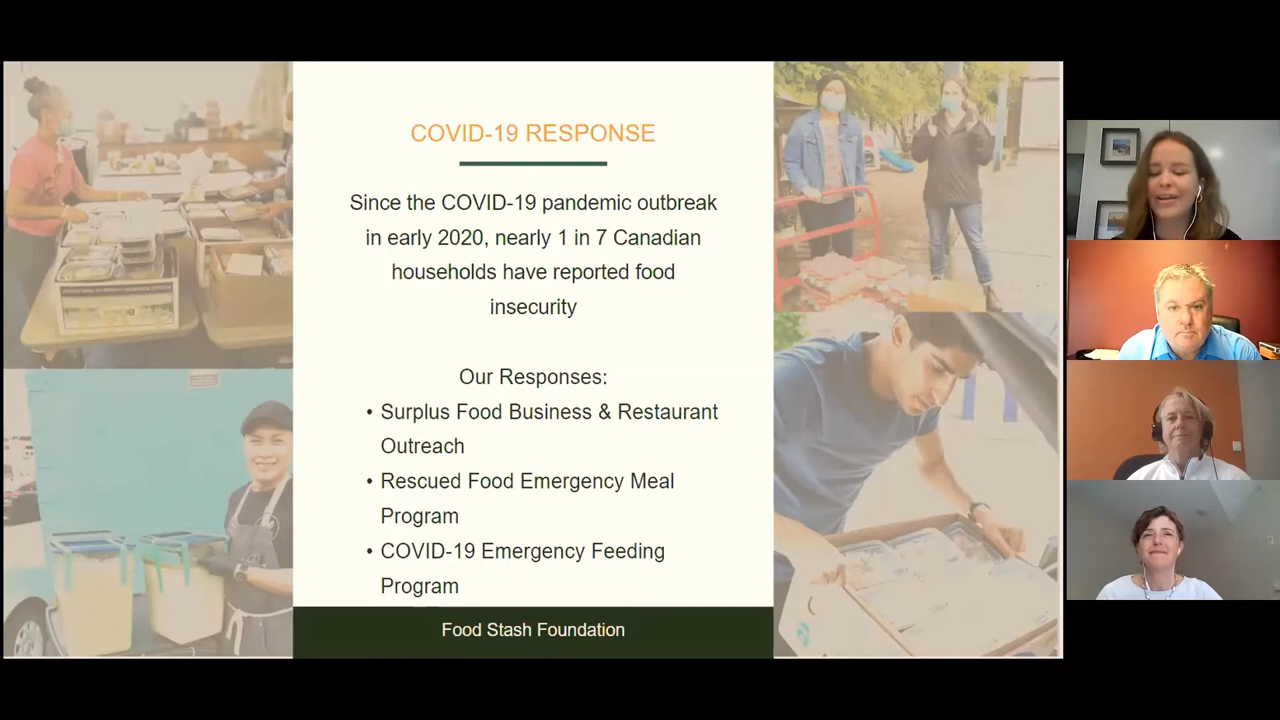 COVID-19 RESPONSE
Since the COVID-19 pandemic outbreak
in early 2020, nearly 1 in 7 Canadian
households have reported food
insecurity
Our Responses:
• Surplus Food Business & Restaurant
Outreach
• Rescued Food Emergency Meal
Program
• COVID-19 Emergency Feeding
Program
Food Stash Foundation